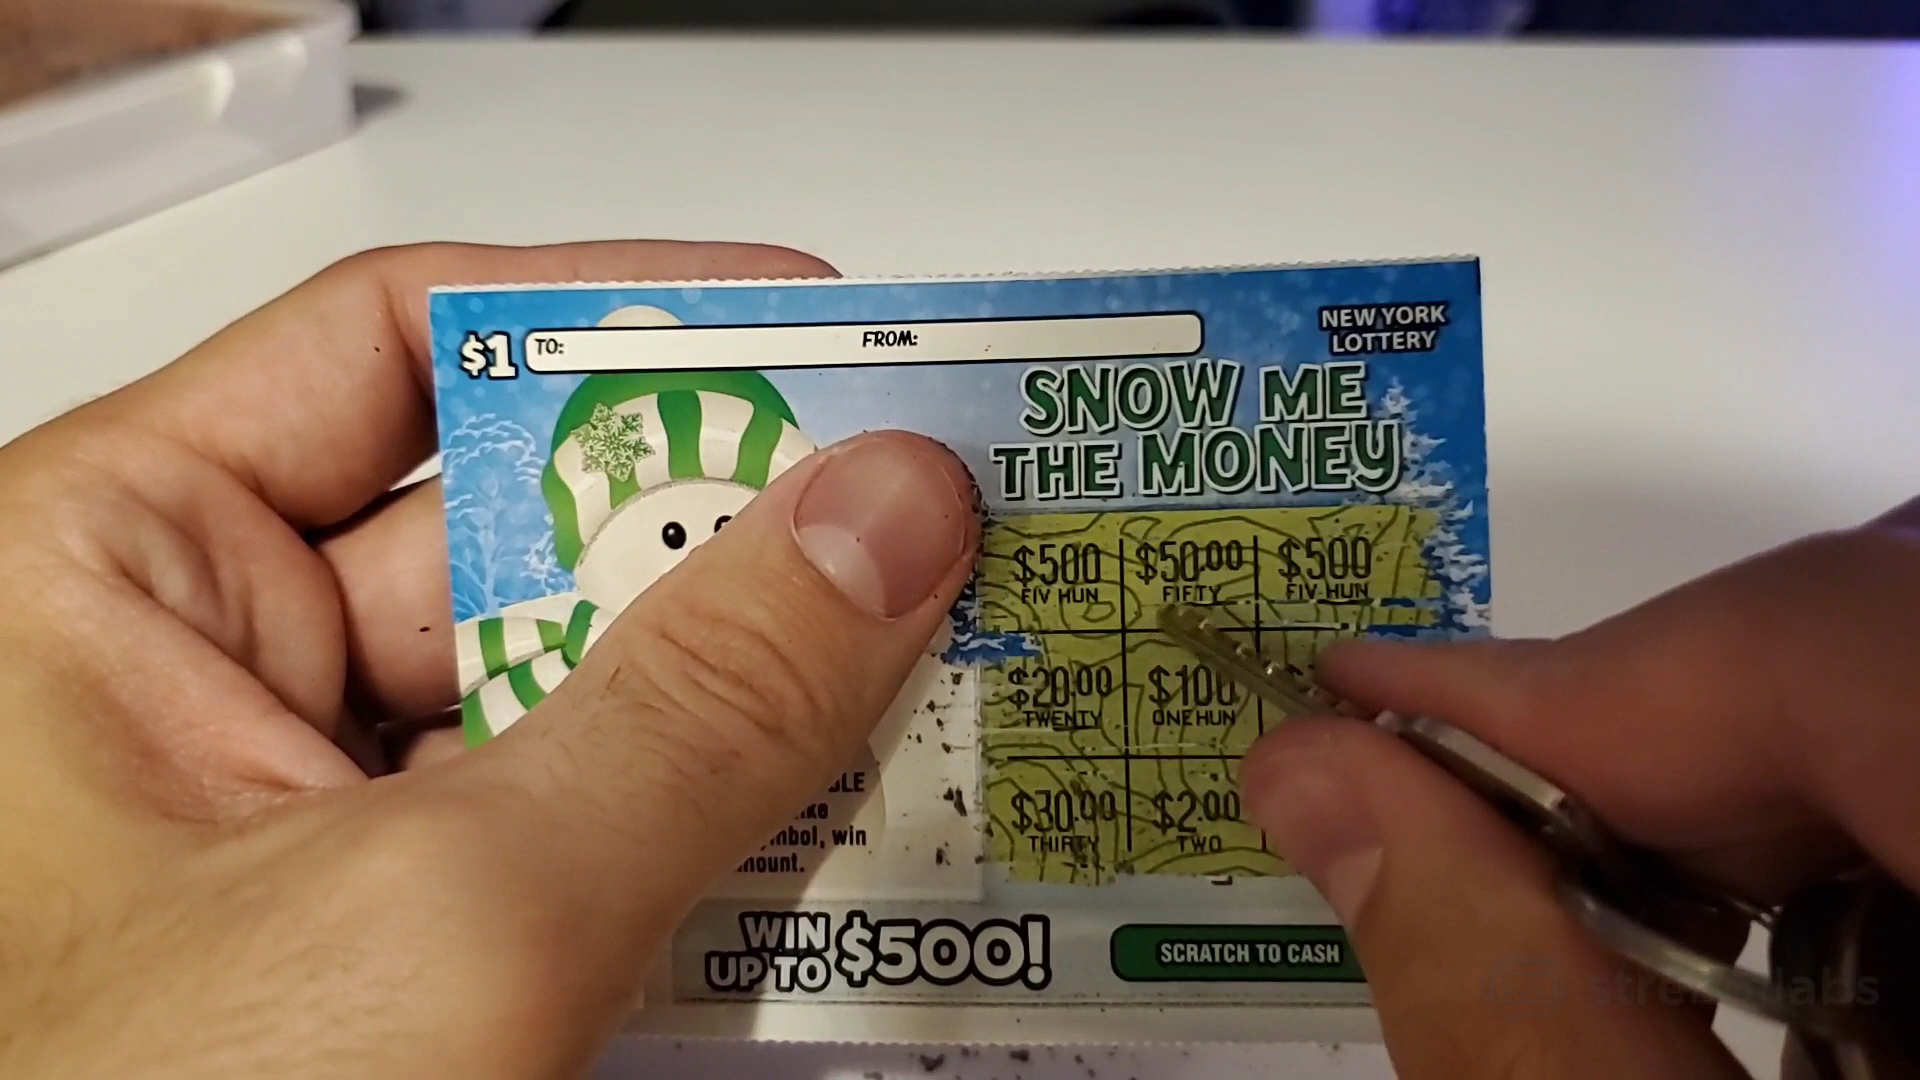 $1
TO: FROM:
NEW YORK
LOTTERY
SNOW ME
THE MONEY
$500 $50.00 $500
FIV HUN FIFTY FIV HUN
$20.00 $100
TWENTY ONE HUN
$30.00 $2.00
THIRTY TWO
win
WIN
UP TO $500!
SCRATCH TO CASH
streamlabs